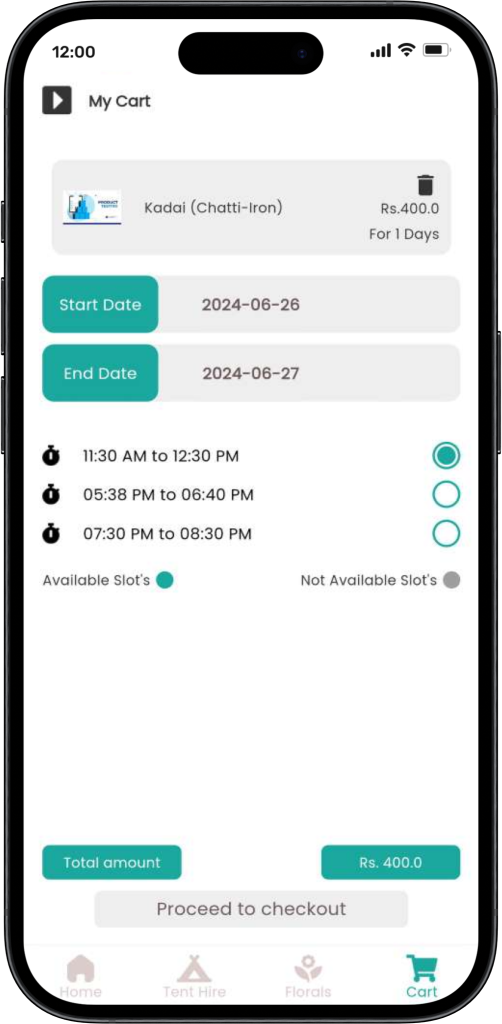 12:00
My Cart
PRODUCT
Kadai (Chatti-Iron)
Rs.400.0
For 1 Days
Start Date
2024-06-26
End Date
2024-06-27
11:30 AM to 12:30 PM
05:38 PM to 06:40 PM
07:30 PM to 08:30 PM
Available Slot's
Not Available Slot's
Total amount
Rs. 400.0
Proceed to checkout
Home
Tent Hire
Florals
Cart